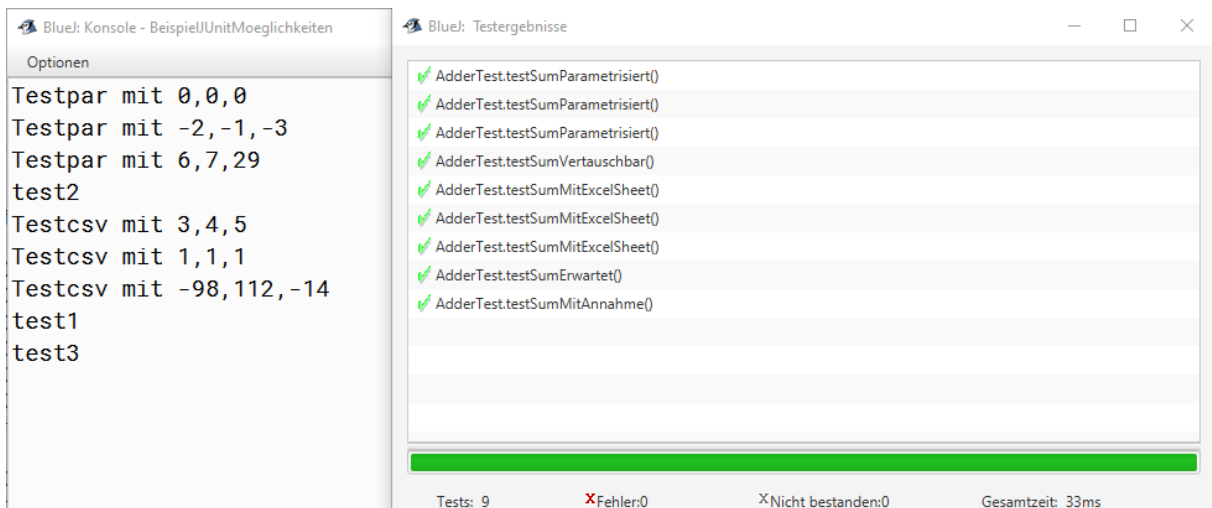 BlueJ: Konsole - BeispielJUnitMoeglichkeiten
Optionen
Testpar mit 0,0,0
Testpar mit -2,-1,-3
Testpar mit 6,7,29
test2
Testcsv mit 3,4,5
Testcsv mit 1,1,1
Testcsv mit -98,112,-14
test1
test3
BlueJ: Testergebnisse
AdderTest.testSumParametrisiert()
AdderTest.testSumParametrisiert()
AdderTest.testSumParametrisiert()
AdderTest.testSumVertauschbar()
AdderTest.testSumMitExcelSheet()
AdderTest.testSumMitExcelSheet()
AdderTest.testSumMitExcelSheet()
AdderTest.testSumErwartet()
AdderTest.testSumMitAnnahme()
Tests: 9 XFehler:0 XNicht bestanden:0 Gesamtzeit: 33ms